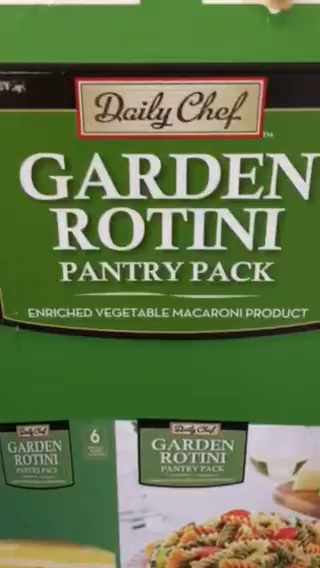 Daily Chef
TM
GARDEN
ROTINI
PANTRY PACK
ENRICHED VEGETABLE MACARONI PRODUCT
Daily Chef
GARDEN
ROTINI
PANTRY PACK
6
Daily Chef
GARDEN
ROTINI
PANTRY PACK